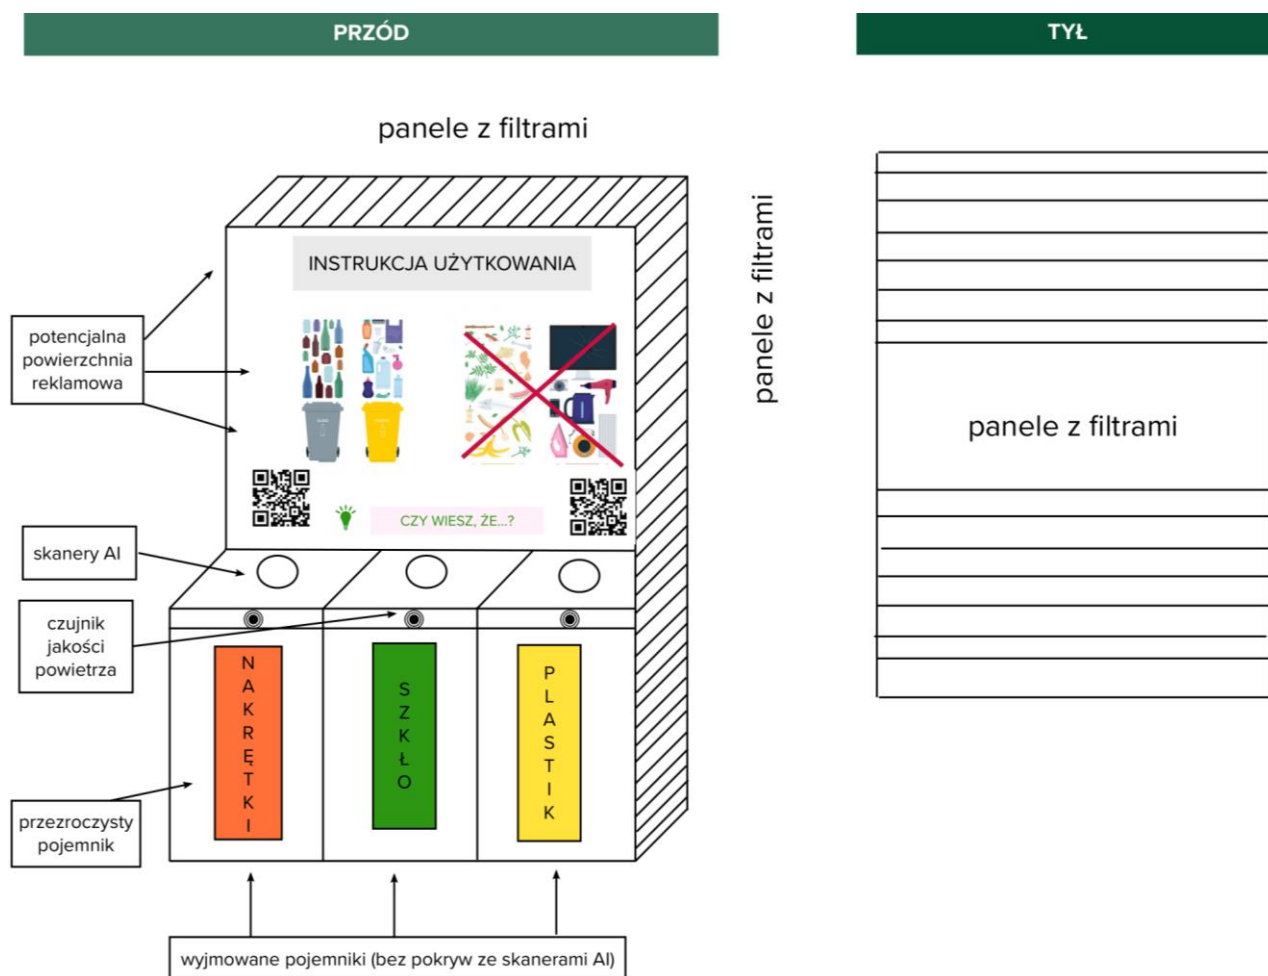 PRZÓD
TYŁ
panele z filtrami
panele z filtrami
INSTRUKCJA UŻYTKOWANIA
potencjalna
powierzchnia
reklamowa
panele z filtrami
CZY WIESZ, ŻE...?
skanery AI
czujnik
jakości
powietrza
NAKRĘTKI
SZKŁO
PLASTIK
przezroczysty
pojemnik
wyjmowane pojemniki (bez pokryw ze skanerami AI)